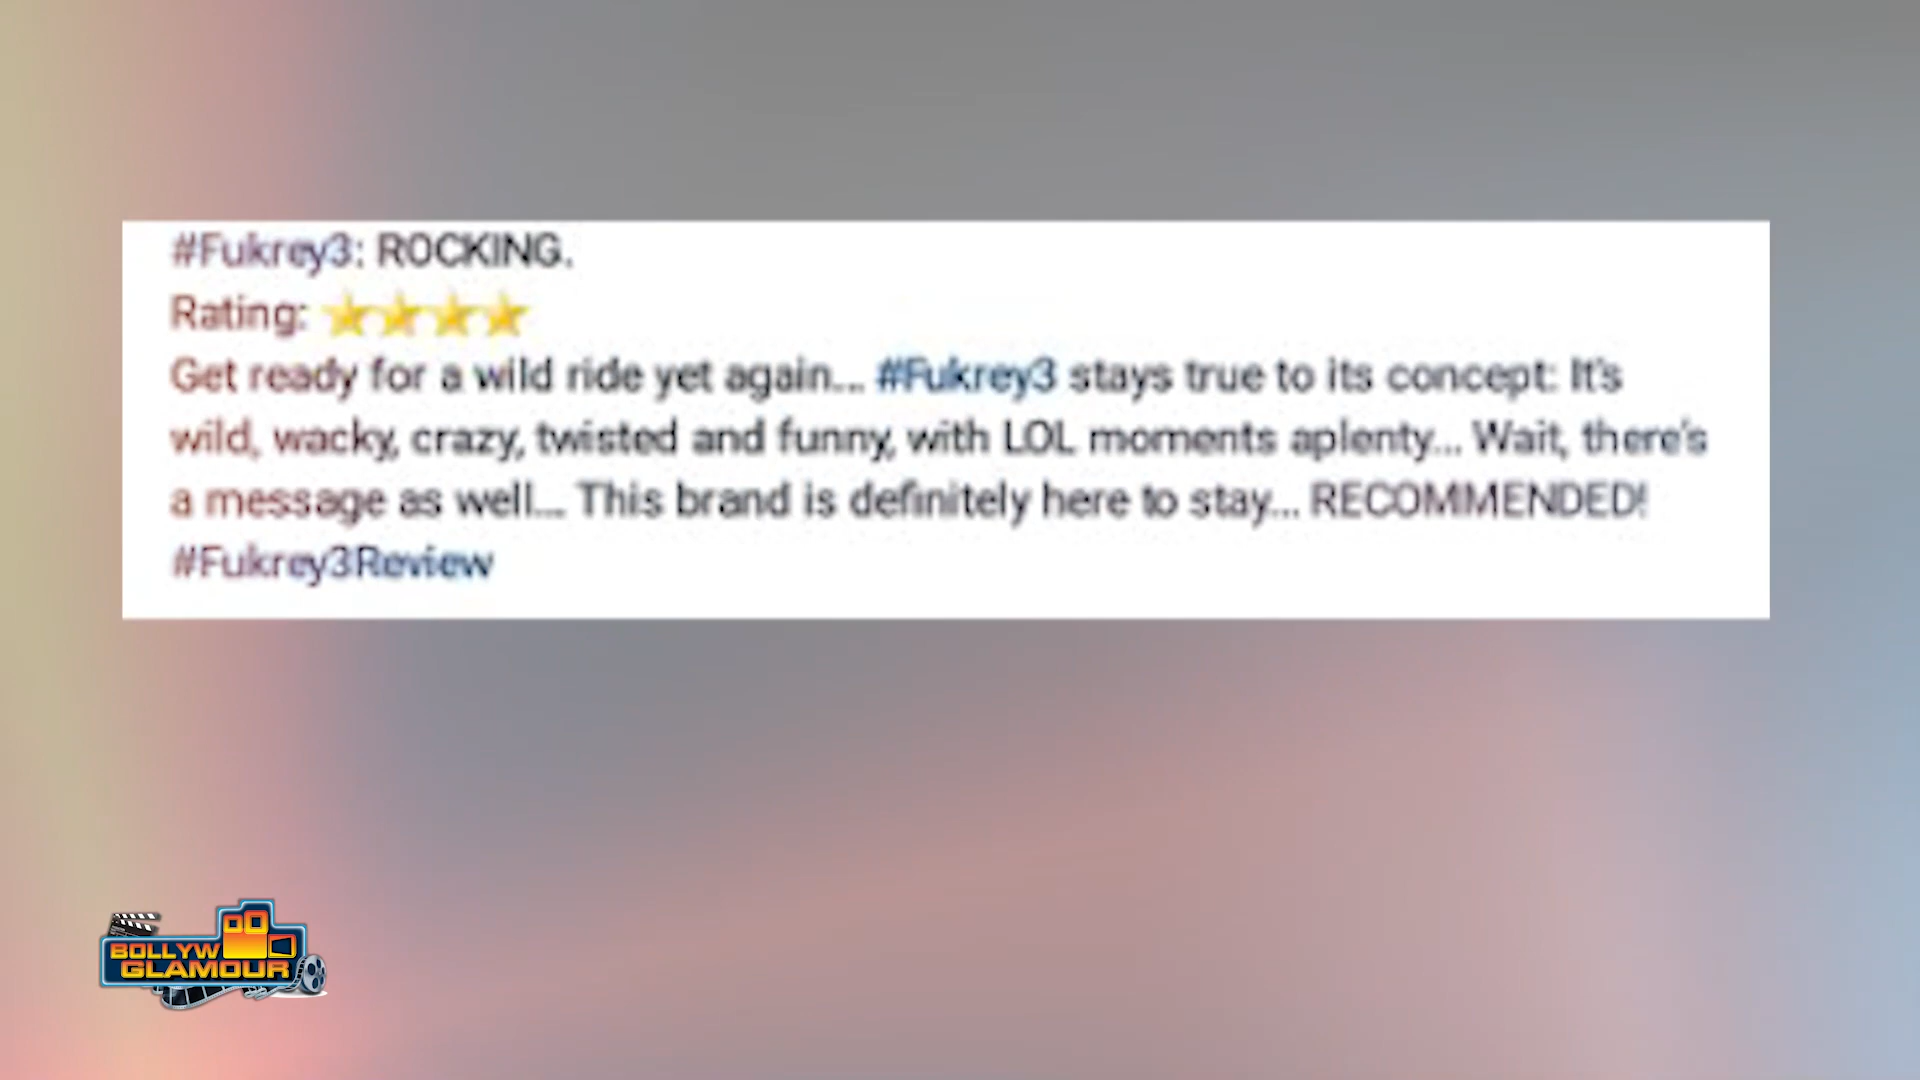 #Fukrey3: ROCKING.
Rating: ⭐⭐⭐⭐
Get ready for a wild ride yet again... #Fukrey3 stays true to its concept: It's
wild, wacky, crazy, twisted and funny, with LOL moments aplenty... Wait, there's
a message as well... This brand is definitely here to stay... RECOMMENDED!
#Fukrey3Review
BOLLYW
GLAMOUR